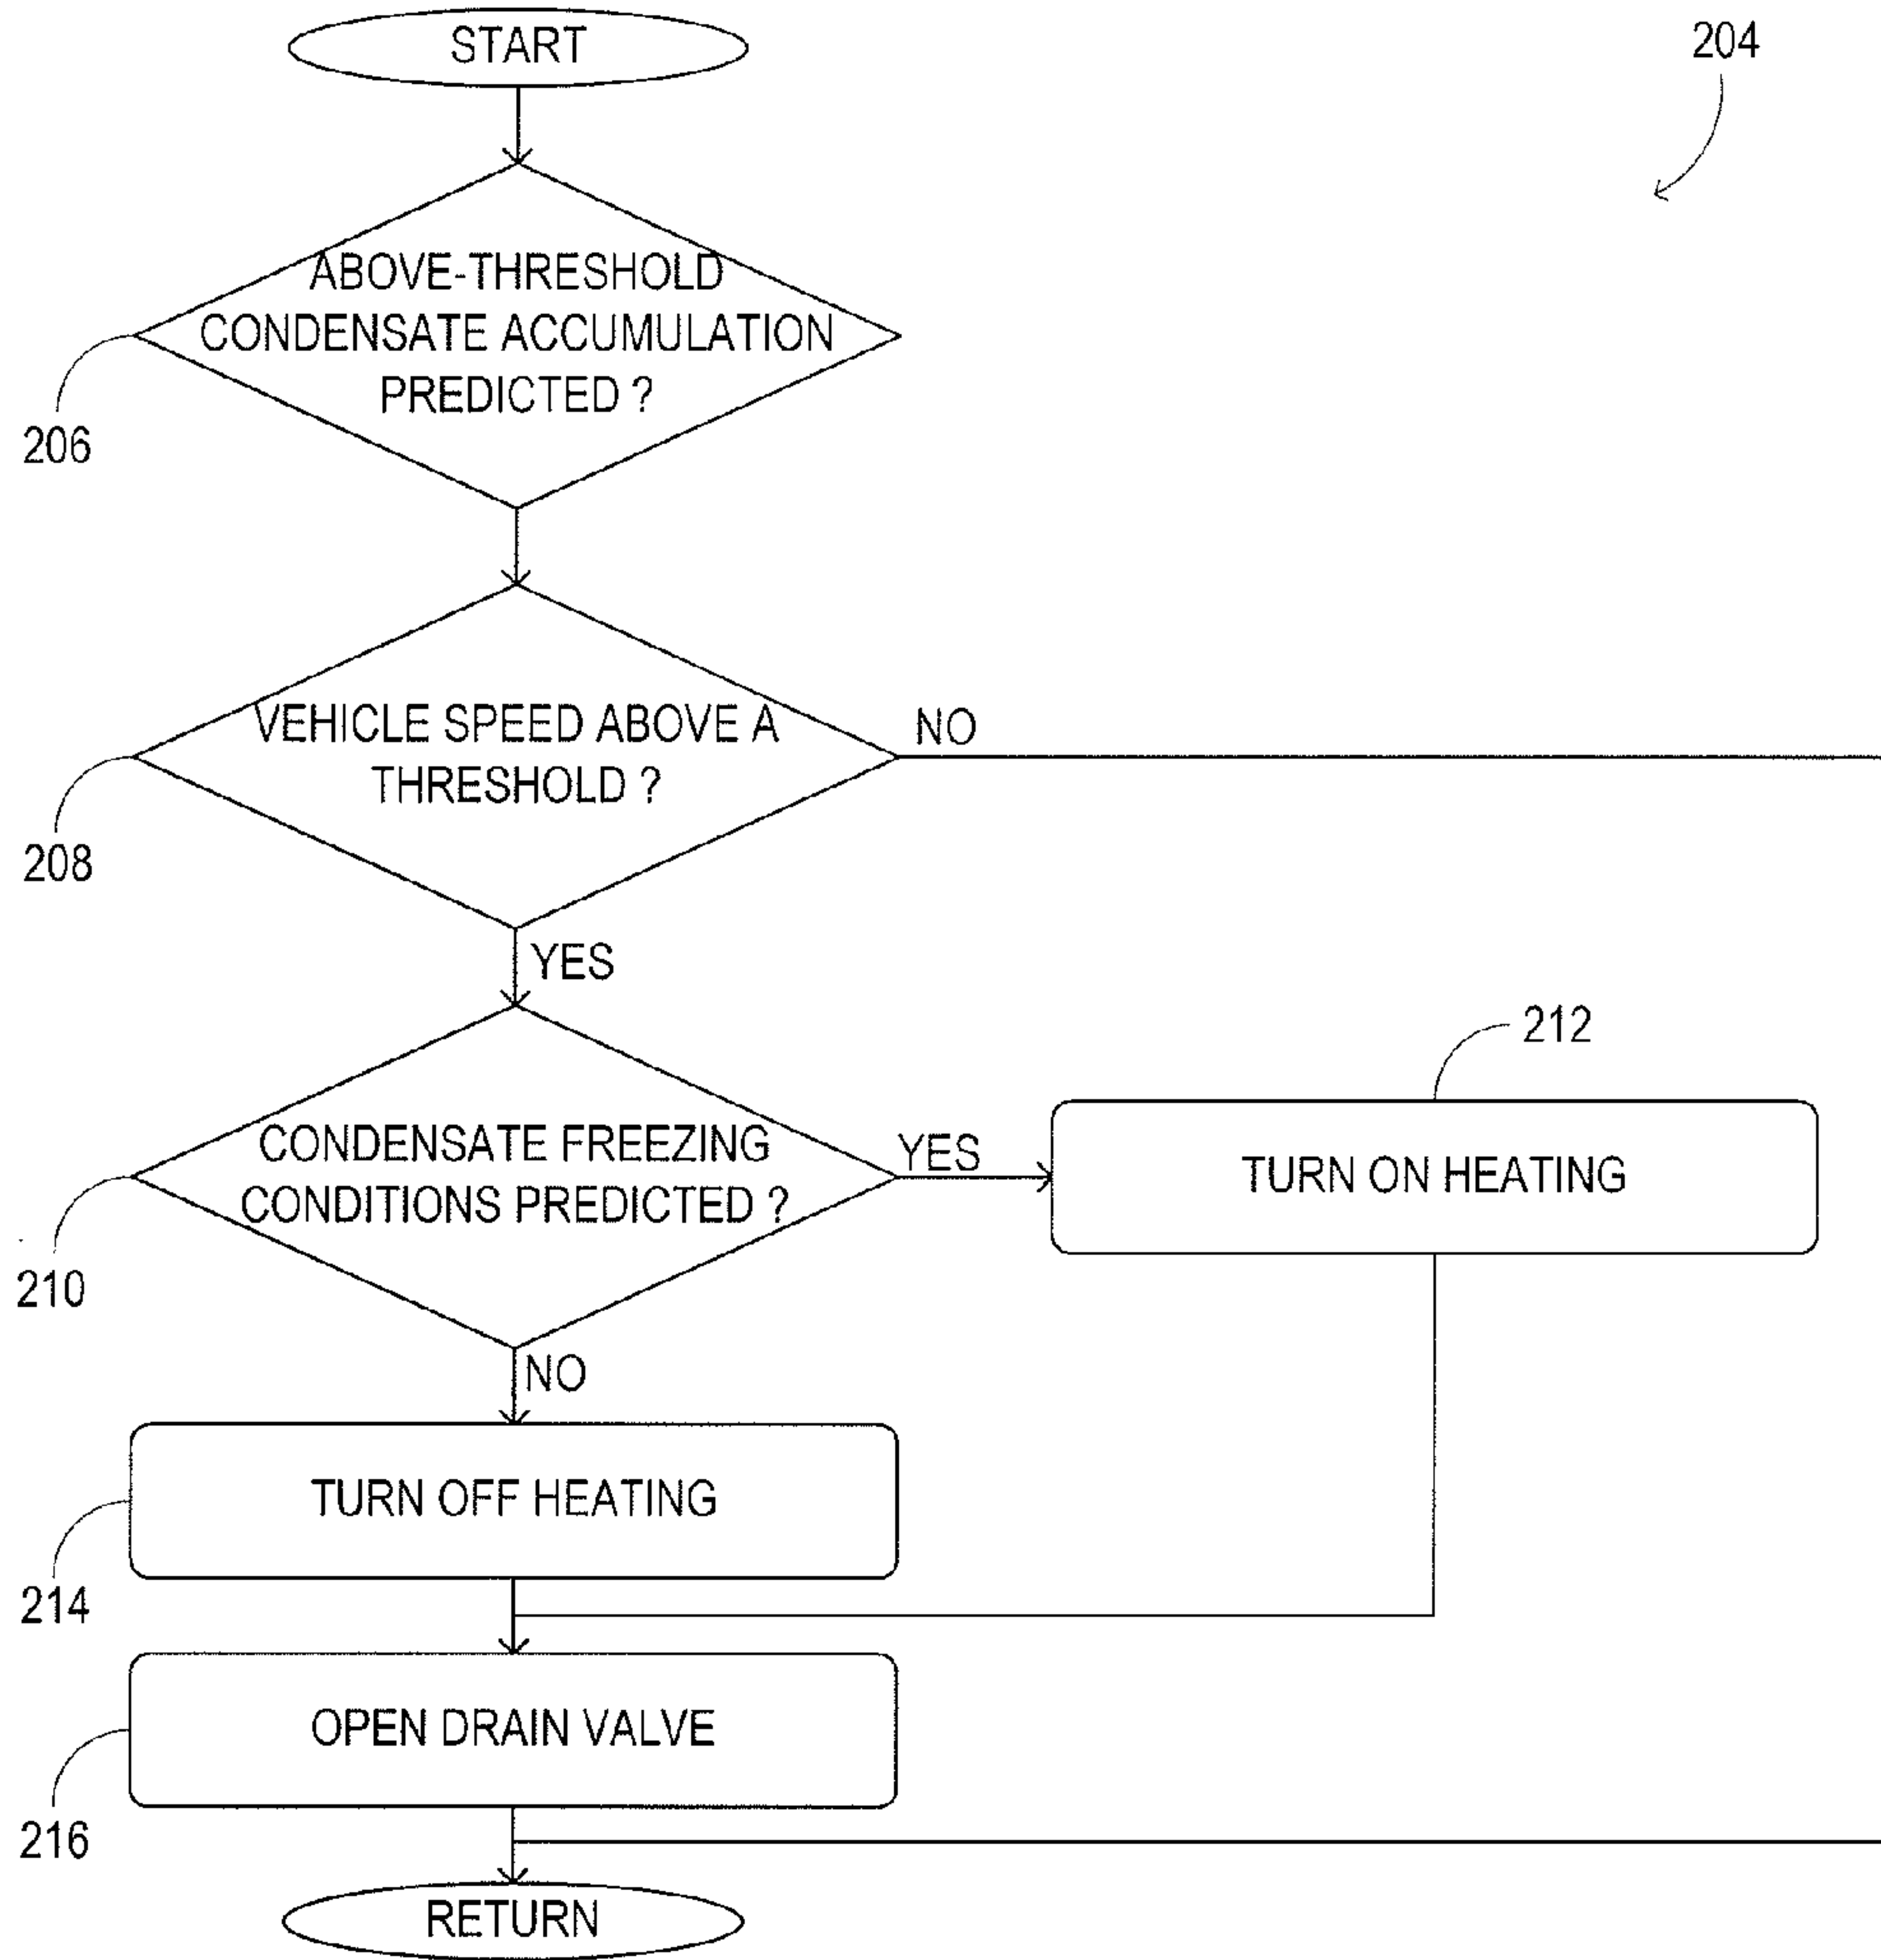 START
204
ABOVE-THRESHOLD
CONDENSATE ACCUMULATION
PREDICTED ?
206
VEHICLE SPEED ABOVE A
THRESHOLD ?
NO
208
YES
212
CONDENSATE FREEZING
CONDITIONS PREDICTED ?
YES
TURN ON HEATING
210
NO
TURN OFF HEATING
214
OPEN DRAIN VALVE
216
RETURN